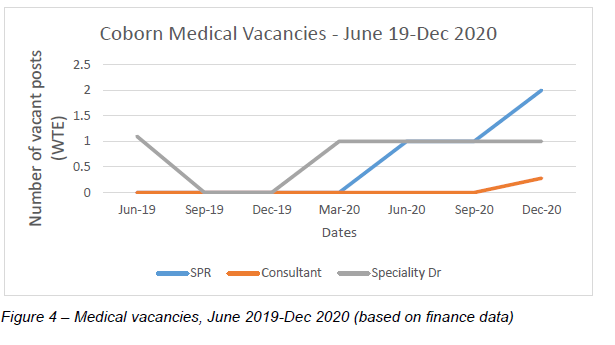 Coborn Medical Vacancies - June 19-Dec 2020
Number of vacant posts
(WTE)
2.5
2
1.5
1
0.5
0
Jun-19 Sep-19 Dec-19 Mar-20 Jun-20 Sep-20 Dec-20
Dates
SPR Consultant Speciality Dr
Figure 4 – Medical vacancies, June 2019-Dec 2020 (based on finance data)